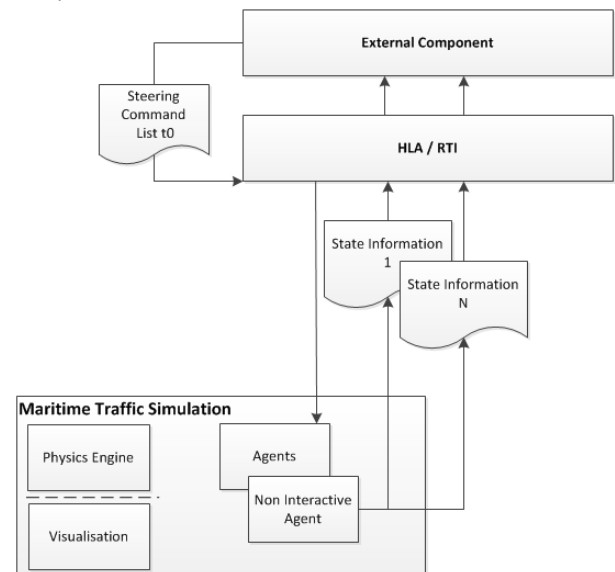 External Component
Steering
Command
List t0
HLA / RTI
State Information
1
State Information
N
Maritime Traffic Simulation
Physics Engine
Agents
Non Interactive
Agent
Visualisation